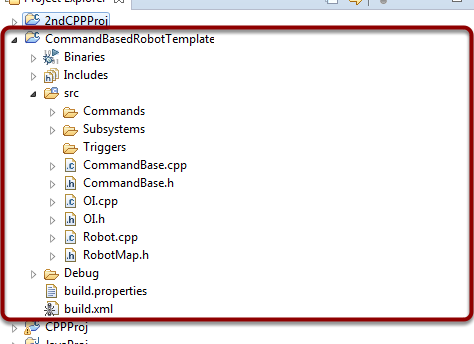 Project Explorer
2ndCPPProj
CommandBasedRobotTemplate
Binaries
Includes
src
Commands
Subsystems
Triggers
CommandBase.cpp
CommandBase.h
OI.cpp
OI.h
Robot.cpp
RobotMap.h
Debug
build.properties
build.xml
CPPProj
JavaProj